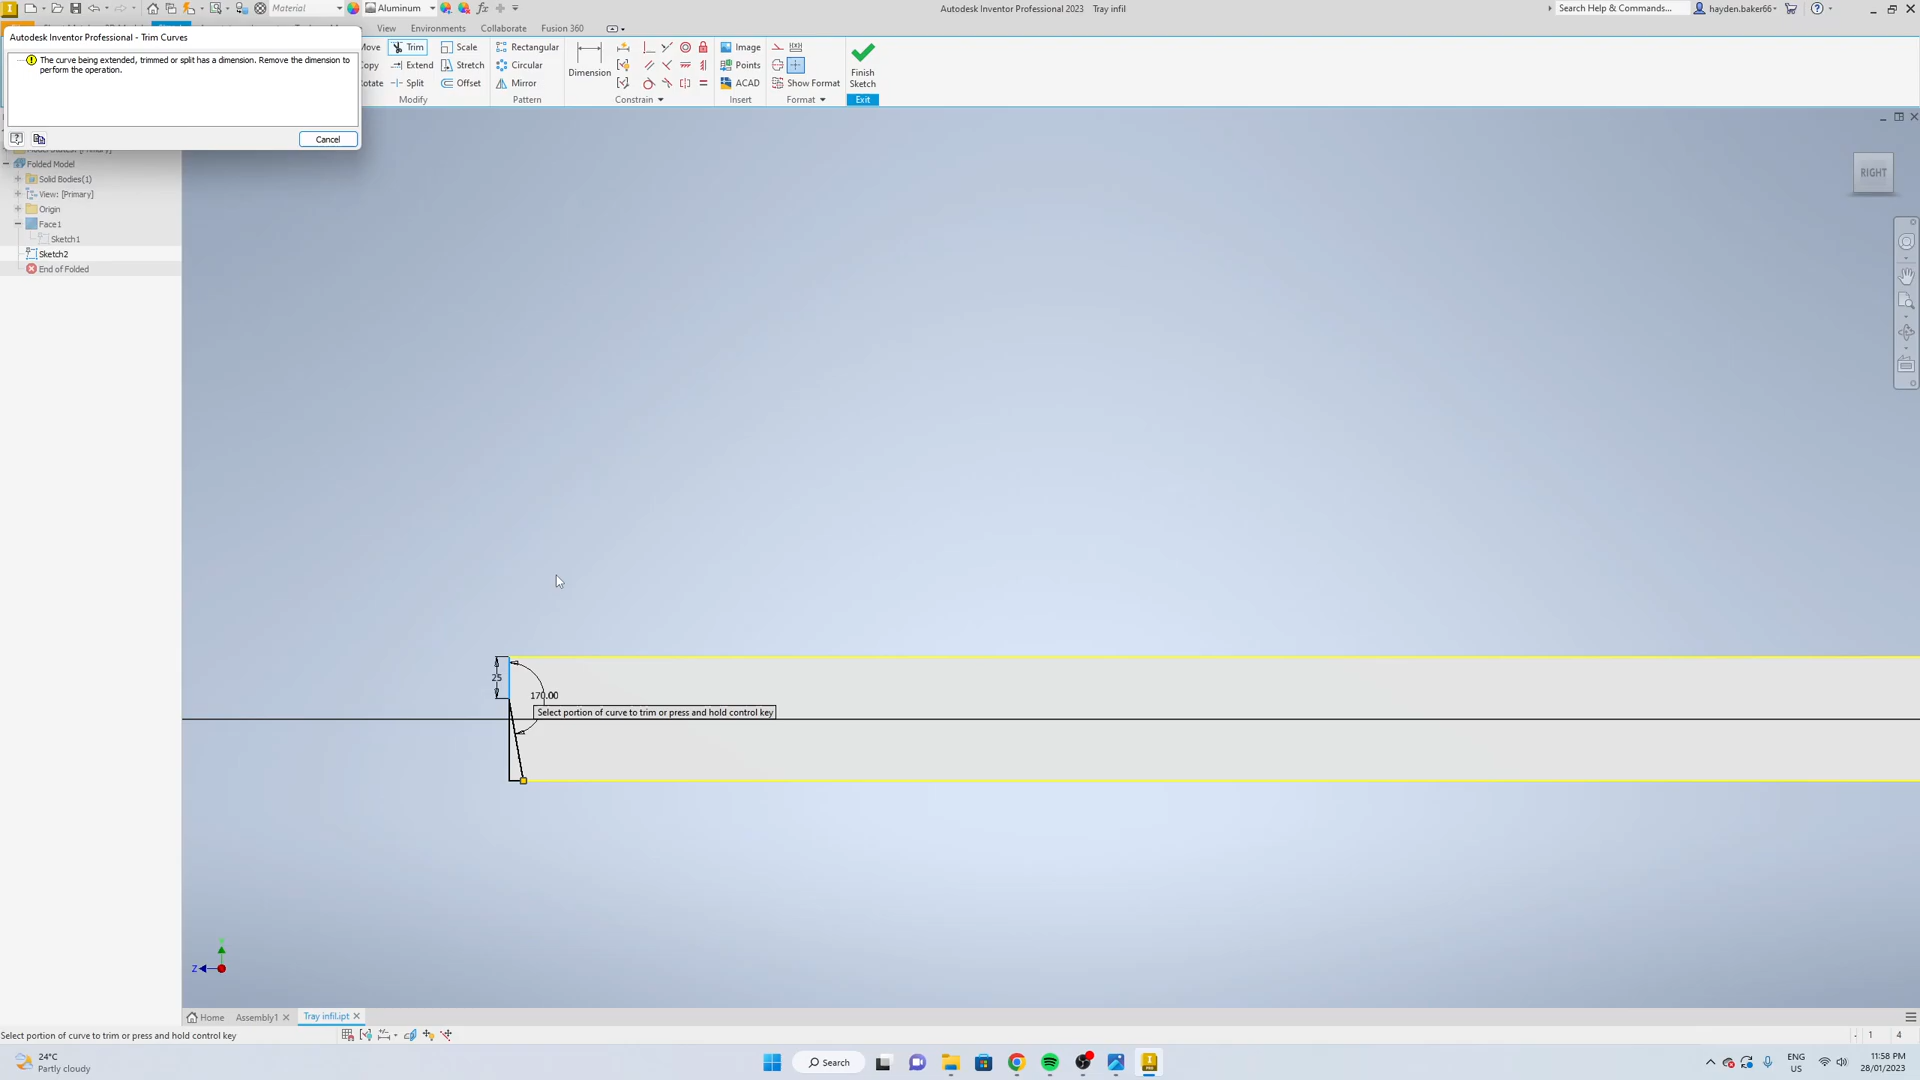 Material
Aluminum
Autodesk Inventor Professional 2023 Tray infil
Search Help & Commands...
hayden.baker66
View Environments Collaborate Fusion 360
Autodesk Inventor Professional - Trim Curves
The curve being extended, trimmed or split has a dimension. Remove the dimension to
perform the operation.
Cancel
Move Trim Scale Rectangular
Copy Extend Stretch Circular
Rotate Split Offset Mirror
Modify
Pattern
Dimension
Constrain
Image
Points
ACAD
Insert
Show Format
Format
Finish
Sketch
Exit
Folded Model
Solid Bodies(1)
View: [Primary]
Origin
Face1
Sketch1
Sketch2
End of Folded
RIGHT
25
170.00
Select portion of curve to trim or press and hold control key
Z
Home Assembly1 Tray infil.ipt
Select portion of curve to trim or press and hold control key
1 4
24°C
Partly cloudy
Search
ENG
US
11:58 PM
28/01/2023